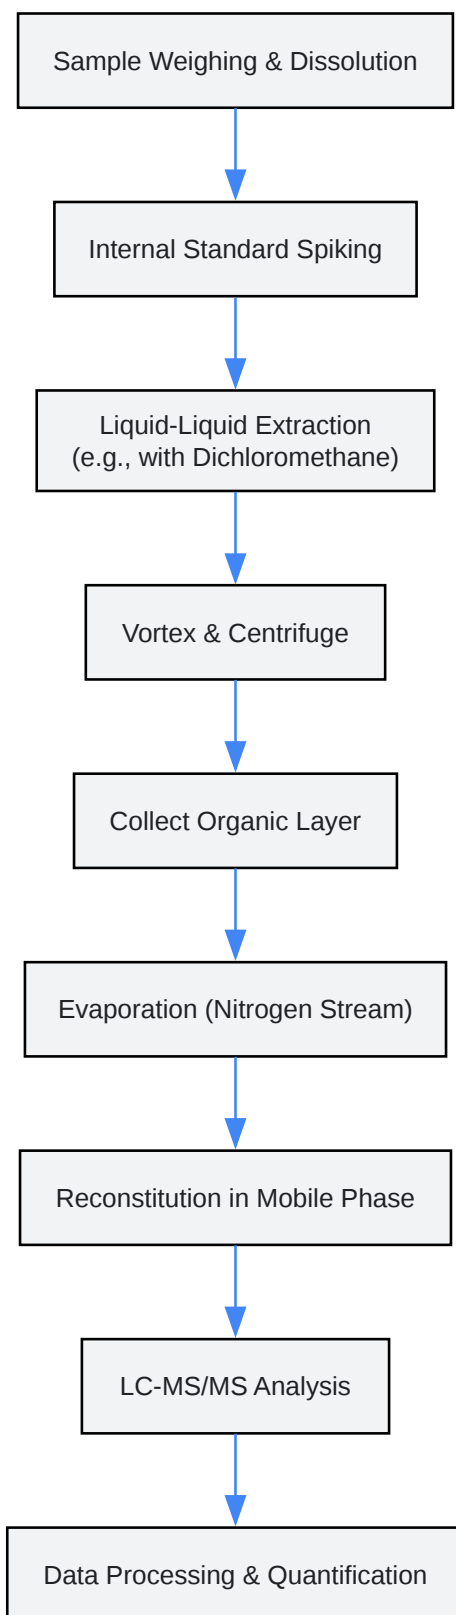 Sample Weighing & Dissolution
Internal Standard Spiking
Liquid-Liquid Extraction
(e.g., with Dichloromethane)
Vortex & Centrifuge
Collect Organic Layer
Evaporation (Nitrogen Stream)
Reconstitution in Mobile Phase
LC-MS/MS Analysis
Data Processing & Quantification